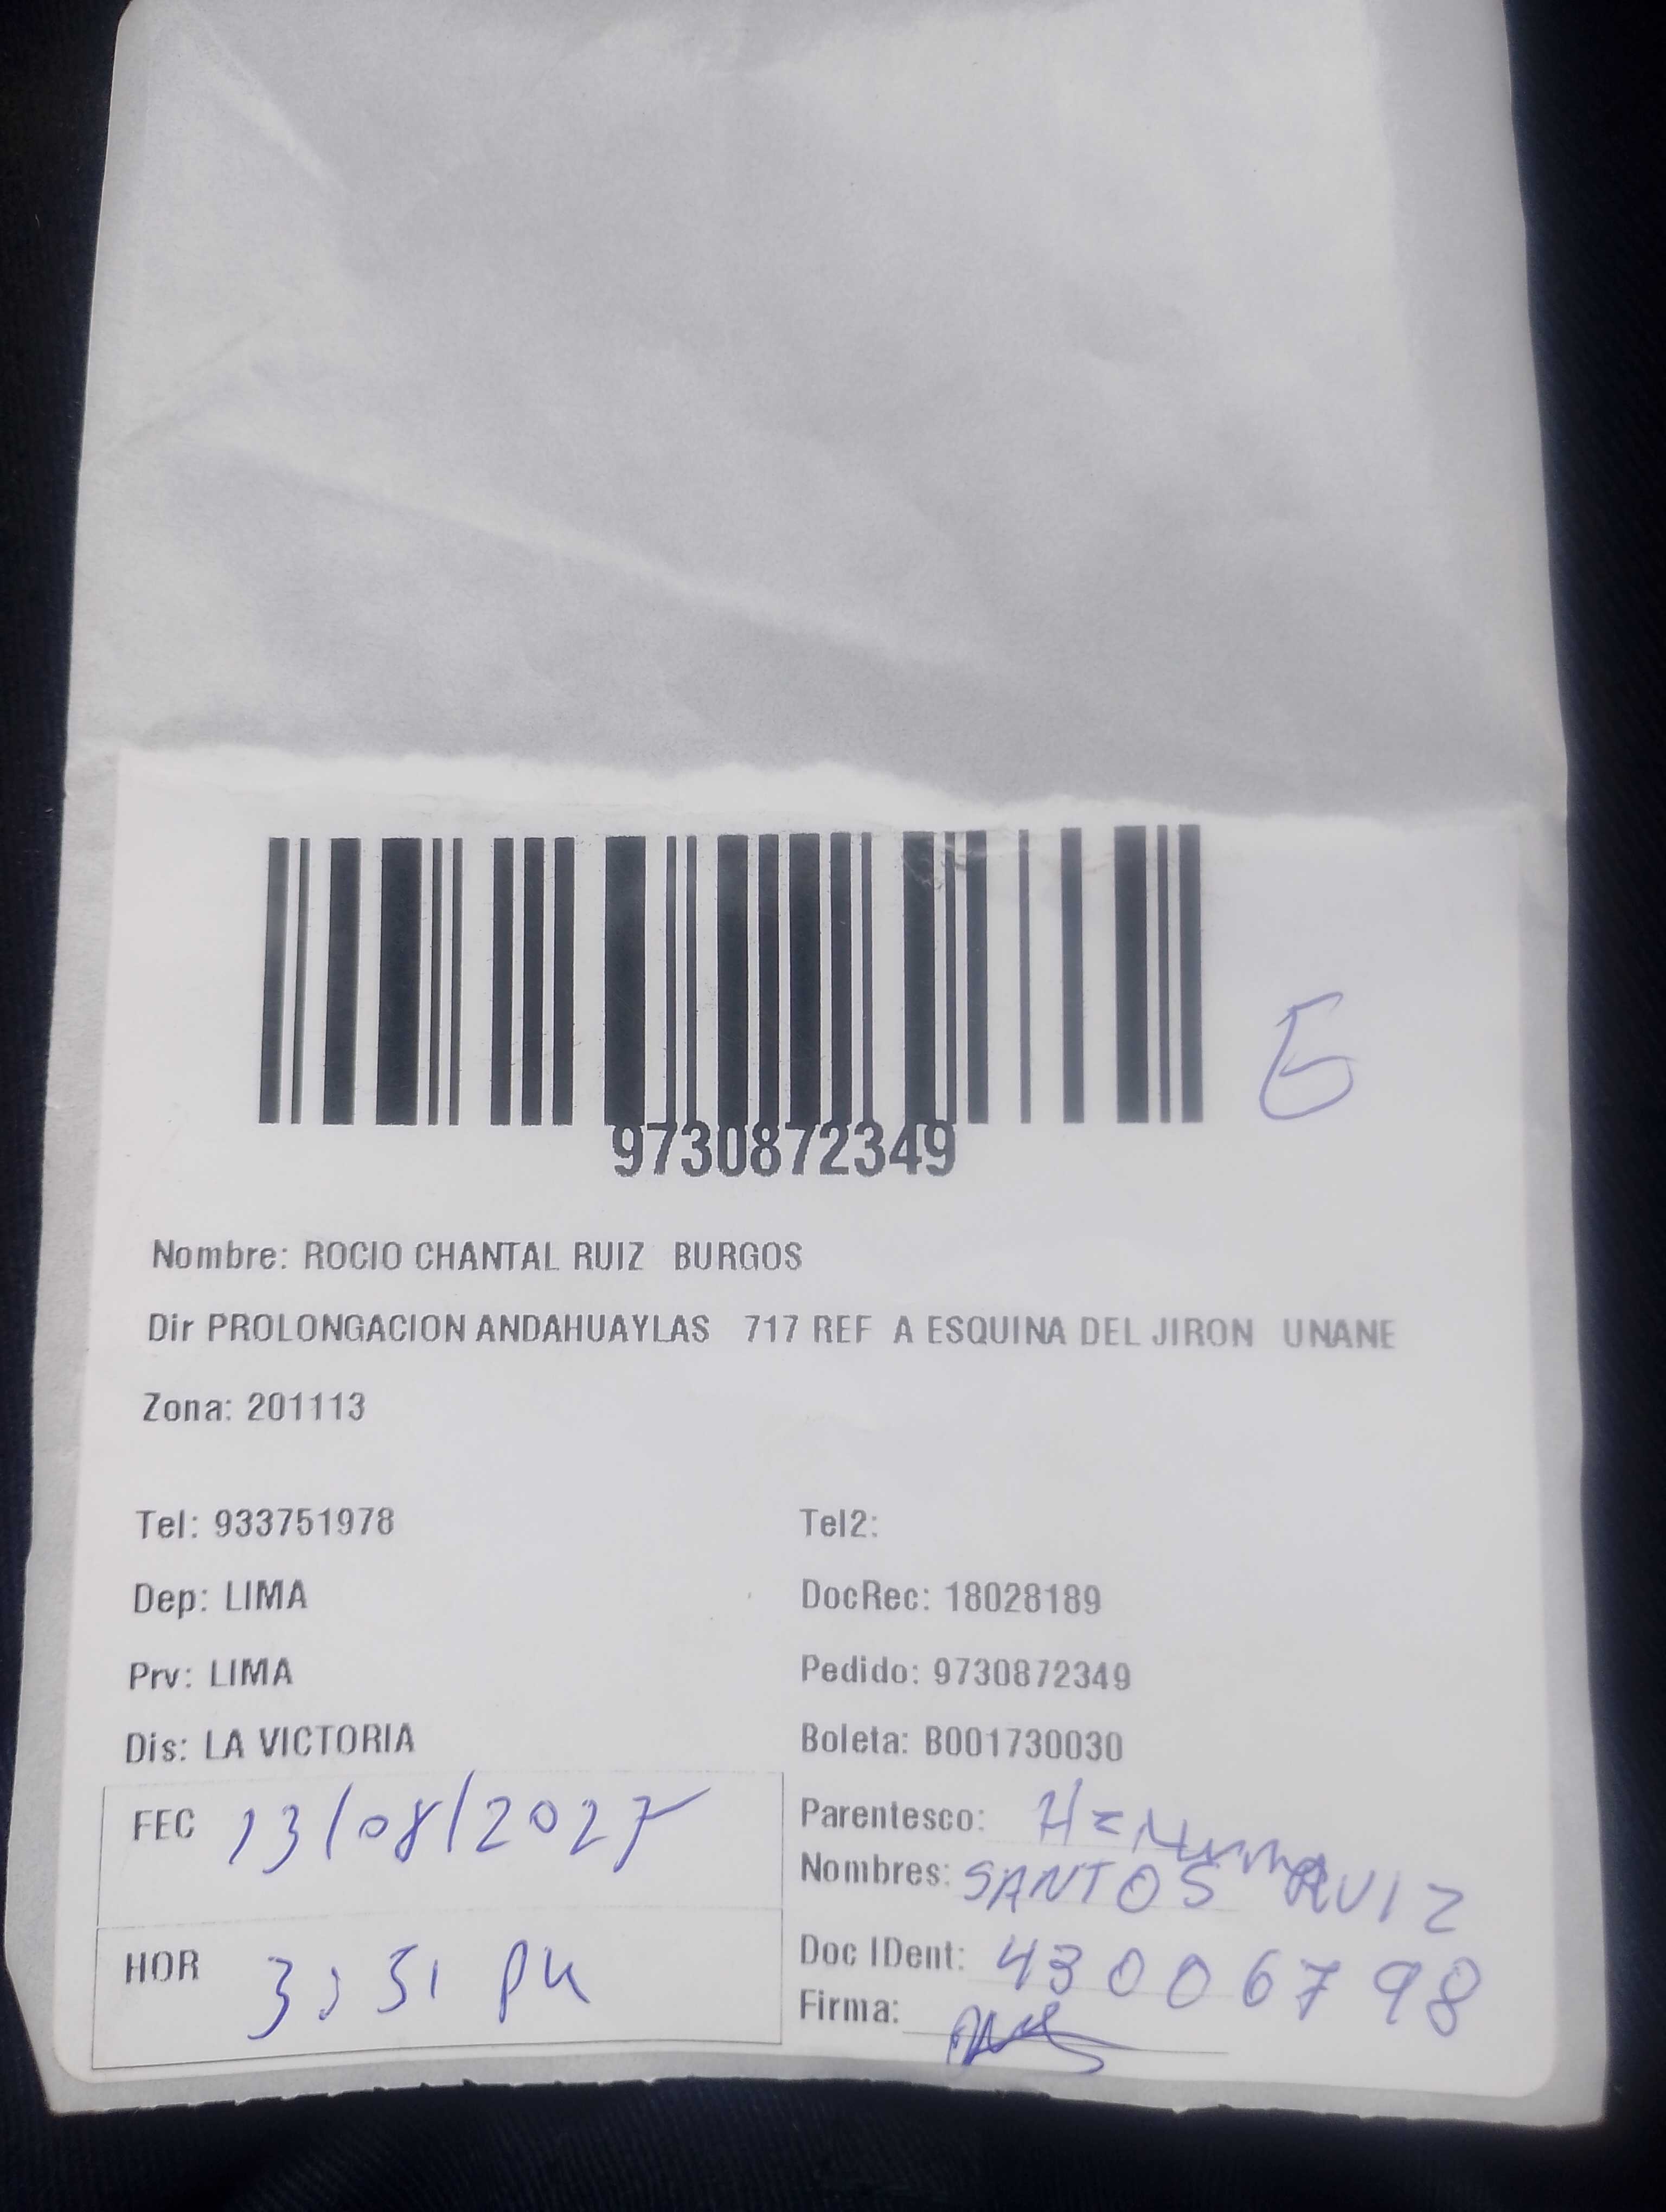 9730872349
5
Nombre: ROCIO CHANTAL RUIZ BURGOS
Dir PROLONGACION ANDAHUAYLAS 717 REF A ESQUINA DEL JIRON UNANE
Zona: 201113
Tel: 933751978
Tel2:
Dep: LIMA
DocRec: 18028189
Prv: LIMA
Pedido: 9730872349
Dis: LA VICTORIA
Boleta: B001730030
FEC 13/08/2027
Parentesco:
Nombres: SANTOS RUIZ
HOR 3:51 PM
Doc IDent: 43006798
Firma: